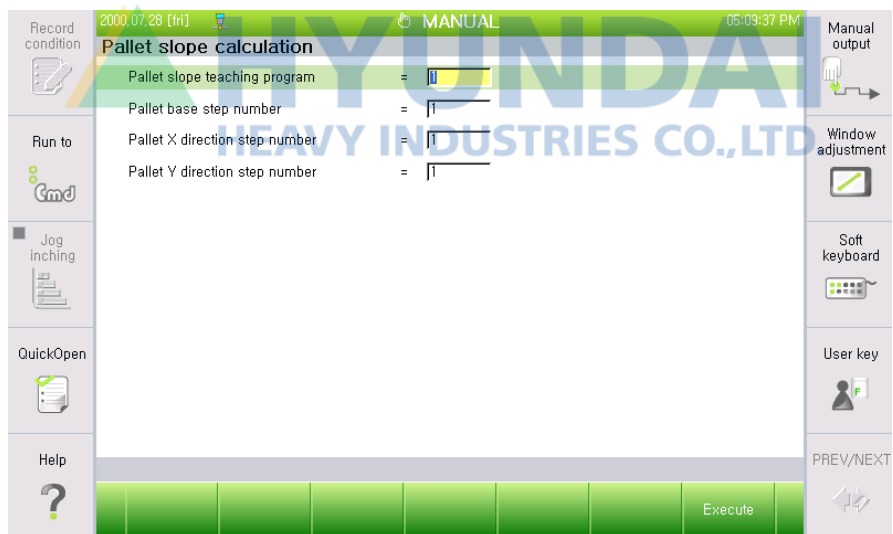 2000,07,28 [fri] MANUAL 05:09:37 PM
Pallet slope calculation
Pallet slope teaching program = 1
Pallet base step number = 1
Pallet X direction step number = 1
Pallet Y direction step number = 1
HYUNDAI
HEAVY INDUSTRIES CO.,LTD.
Record
condition
Run to
Cmd
Jog
inching
QuickOpen
Help
?
Manual
output
Window
adjustment
Soft
keyboard
User key
F
PREV/NEXT
Execute